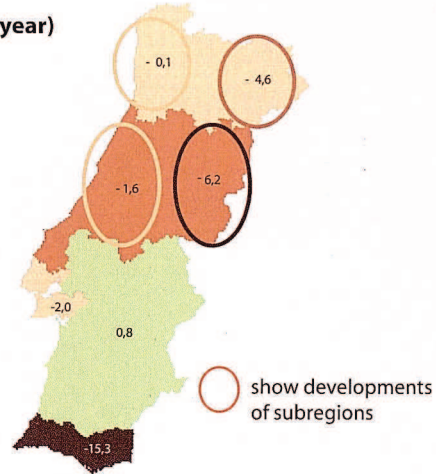 year)
- 0,1
- 4,6
- 1,6
- 6,2
-2,0
0,8
show developments
of subregions
-15,3